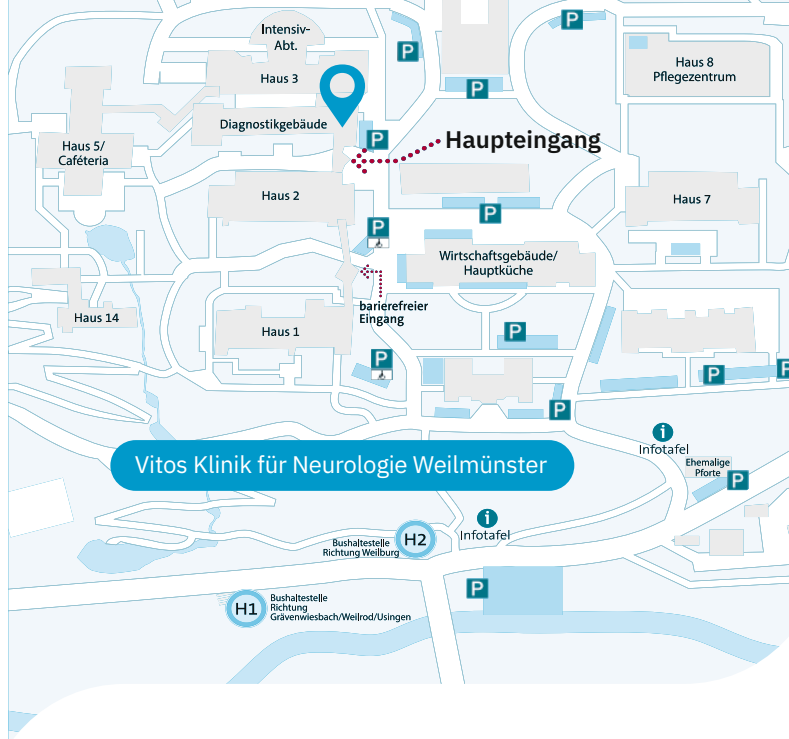 Intensiv-
Abt.
P
P
Haus 3
Haus 8
Pflegezentrum
P
Diagnostikgebäude
P
Haupteingang
Haus 5/
Caféteria
Haus 2
Haus 7
P
P
Wirtschaftsgebäude/
Hauptküche
barierefreier
Eingang
Haus 14
Haus 1
P
P
P
P
P
i
Infotafel
Vitos Klinik für Neurologie Weilmünster
Ehemalige
Pforte
P
i
Infotafel
Bushaltestelle
Richtung Weilburg
H2
P
H1
Bushaltestelle
Richtung
Grävenwiesbach/Weilrod/Usingen